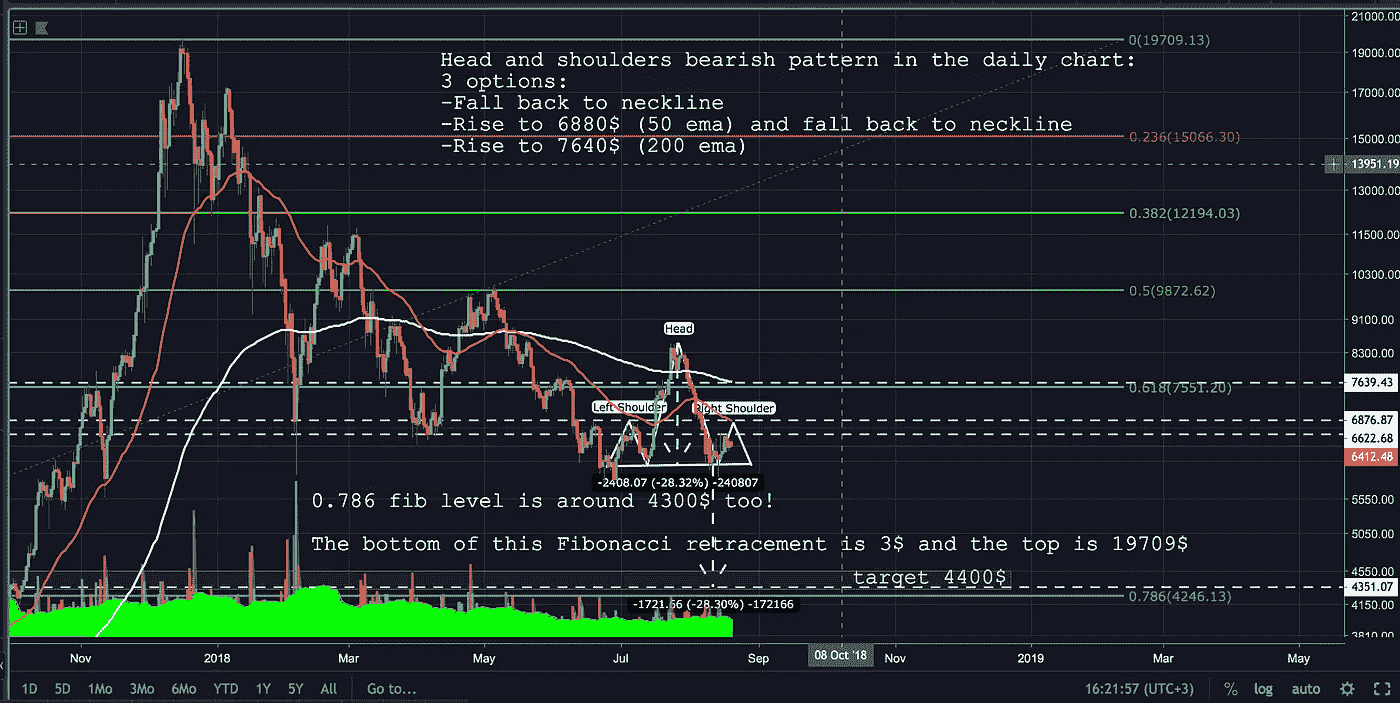 21000.00
0(19709.13)
Head and shoulders bearish pattern in the daily chart:
19000.00
3 options:
17000.00
-Fall back to neckline
-Rise to 6880$ (50 ema) and fall back to neckline
0.236(15066.30)
15000.00
-Rise to 7640$ (200 ema)
13951.19
13000.00
0.382(12194.03)
11500.00
10300.00
0.5(9872.62)
9100.00
Head
8300.00
7639.43
0.618(7551.20)
Left Shoulder
Right Shoulder
6876.87
6622.68
6412.48
-2408.07 (-28.32%) -240807
0.786 fib level is around 4300$ too!
5550.00
5050.00
The bottom of this Fibonacci retracement is 3$ and the top is 19709$
4550.00
target 4400$
4351.07
0.786(4246.13)
-1721.66 (-28.30%) -172166
4150.00
3810.00
Nov 2018 Mar May Jul Sep 08 Oct '18 Nov 2019 Mar May
1D 5D 1Mo 3Mo 6Mo YTD 1Y 5Y All Go to... 16:21:57 (UTC+3) % log auto